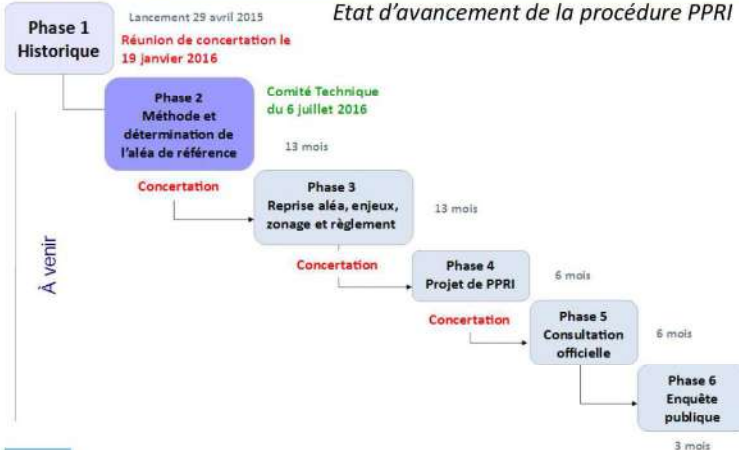 Etat d’avancement de la procédure PPRI
Phase 1
Historique
Lancement 29 avril 2015
Réunion de concertation le
19 janvier 2016
Phase 2
Méthode et
détermination de
l’aléa de référence
Comité Technique
du 6 juillet 2016
13 mois
Concertation
Phase 3
Reprise aléa, enjeux,
zonage et règlement
13 mois
Concertation
Phase 4
Projet de PPRI
6 mois
Concertation
Phase 5
Consultation
officielle
6 mois
Phase 6
Enquête
publique
3 mois
À venir